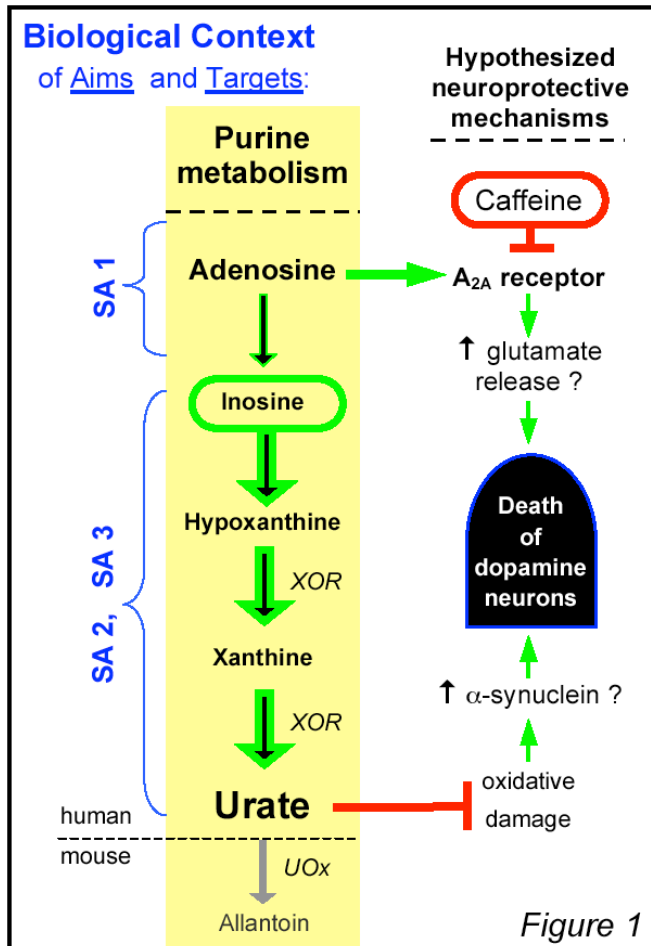 Biological Context
of Aims and Targets:
Hypothesized
neuroprotective
mechanisms
Purine
metabolism
Caffeine
SA 1
Adenosine
A2A receptor
↑ glutamate
release ?
Inosine
Death
of
dopamine
neurons
Hypoxanthine
XOR
SA 2, SA 3
Xanthine
↑ α-synuclein ?
XOR
oxidative
damage
Urate
human
mouse
UOx
Allantoin
Figure 1